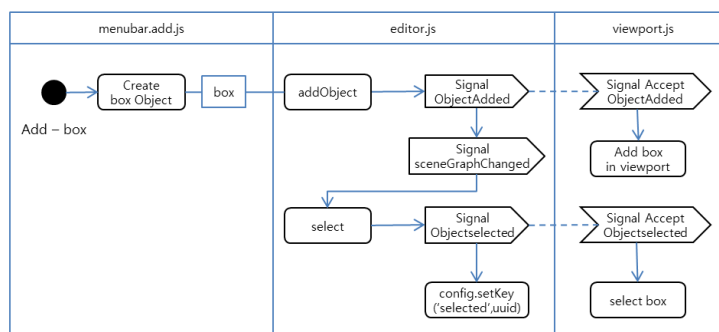 menubar.add.js
editor.js
viewport.js
Create
box Object
box
addObject
Signal
ObjectAdded
Signal Accept
ObjectAdded
Add – box
Signal
sceneGraphChanged
Add box
in viewport
select
Signal
Objectselected
Signal Accept
Objectselected
config.setKey
('selected',uuid)
select box